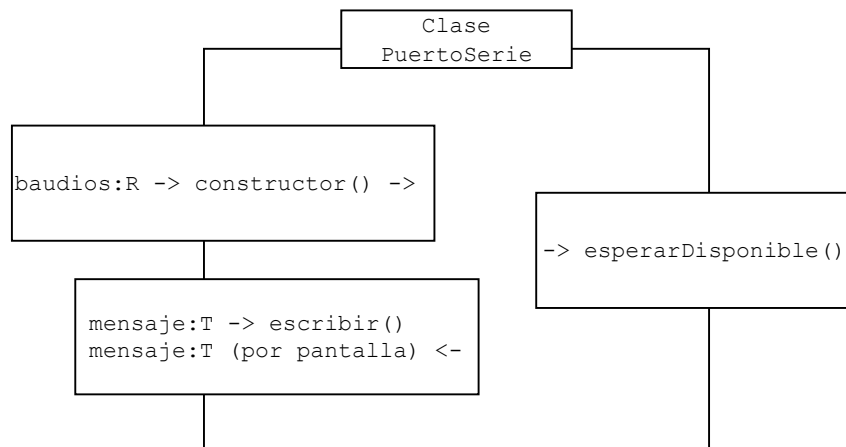 Clase
PuertoSerie
baudios:R -> constructor() ->
-> esperarDisponible()
mensaje:T -> escribir()
mensaje:T (por pantalla) <-